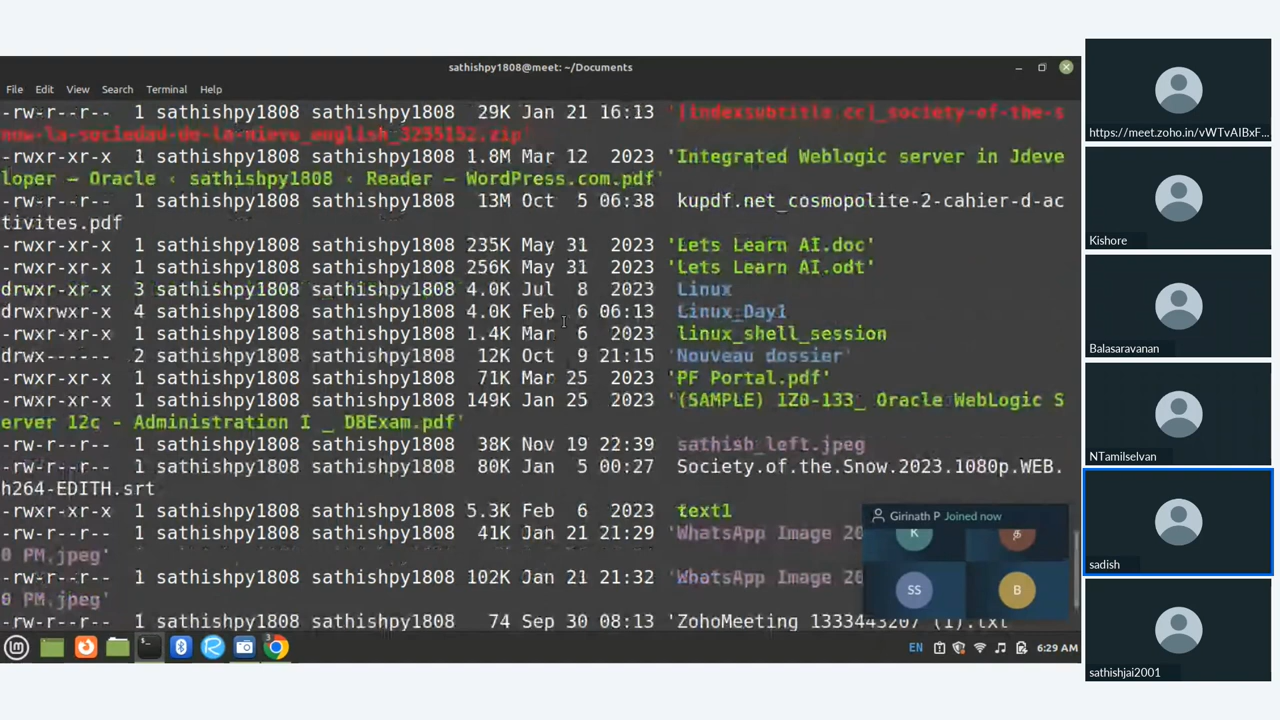 sathishpy1808@meet: ~/Documents
File Edit View Search Terminal Help
-rw-r--r-- 1 sathishpy1808 sathishpy1808 29K Jan 21 16:13 '[indexsubtitle.cc]_society-of-the-s
now-la-sociedad-de-la-nieve_english_3255152.zip'
-rwxr-xr-x 1 sathishpy1808 sathishpy1808 1.8M Mar 12 2023 'Integrated Weblogic server in Jdeve
loper – Oracle ‹ sathishpy1808 ‹ Reader — WordPress.com.pdf'
-rw-r--r-- 1 sathishpy1808 sathishpy1808 13M Oct 5 06:38 kupdf.net_cosmopolite-2-cahier-d-ac
tivites.pdf
-rwxr-xr-x 1 sathishpy1808 sathishpy1808 235K May 31 2023 'Lets Learn AI.doc'
-rwxr-xr-x 1 sathishpy1808 sathishpy1808 256K May 31 2023 'Lets Learn AI.odt'
drwxr-xr-x 3 sathishpy1808 sathishpy1808 4.0K Jul 8 2023 Linux
drwxrwxr-x 4 sathishpy1808 sathishpy1808 4.0K Feb 6 06:13 Linux_Day1
-rwxr-xr-x 1 sathishpy1808 sathishpy1808 1.4K Mar 6 2023 linux_shell_session
drwx------ 2 sathishpy1808 sathishpy1808 12K Oct 9 21:15 'Nouveau dossier'
-rwxr-xr-x 1 sathishpy1808 sathishpy1808 71K Mar 25 2023 'PF Portal.pdf'
-rwxr-xr-x 1 sathishpy1808 sathishpy1808 149K Jan 25 2023 '(SAMPLE) 1Z0-133_ Oracle WebLogic S
erver 12c - Administration I _ DBExam.pdf'
-rw-r--r-- 1 sathishpy1808 sathishpy1808 38K Nov 19 22:39 sathish_left.jpeg
-rw-r--r-- 1 sathishpy1808 sathishpy1808 80K Jan 5 00:27 Society.of.the.Snow.2023.1080p.WEB.
h264-EDITH.srt
-rwxr-xr-x 1 sathishpy1808 sathishpy1808 5.3K Feb 6 2023 text1
-rw-r--r-- 1 sathishpy1808 sathishpy1808 41K Jan 21 21:29 'WhatsApp Image 20
0 PM.jpeg'
-rw-r--r-- 1 sathishpy1808 sathishpy1808 102K Jan 21 21:32 'WhatsApp Image 20
0 PM.jpeg'
-rw-r--r-- 1 sathishpy1808 sathishpy1808 74 Sep 30 08:13 'ZohoMeeting 1333443207 (1).txt
Girinath P Joined now
K
SS
B
EN
6:29 AM
https://meet.zoho.in/vWTvAIBxF...
Kishore
Balasaravanan
NTamilselvan
sadish
sathishjai2001